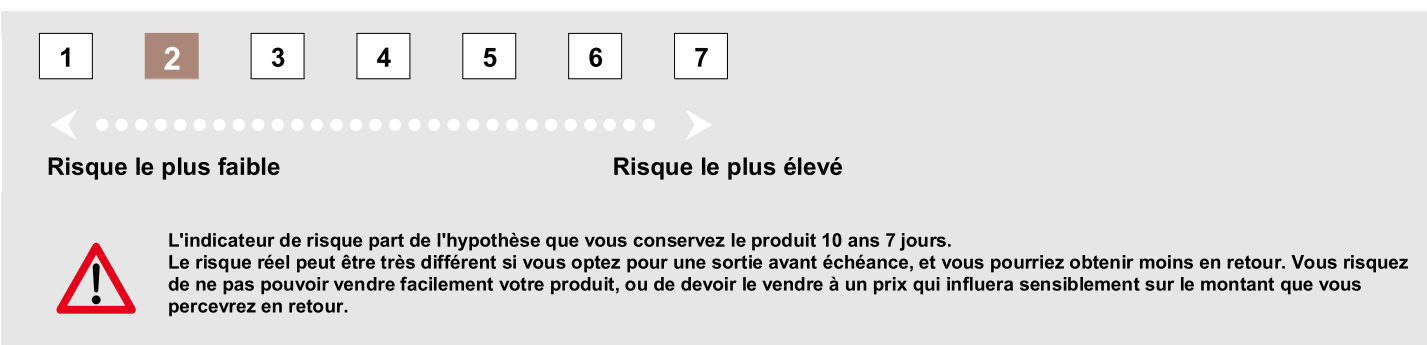 1 2 3 4 5 6 7
Risque le plus faible Risque le plus élevé
L'indicateur de risque part de l'hypothèse que vous conservez le produit 10 ans 7 jours.
Le risque réel peut être très différent si vous optez pour une sortie avant échéance, et vous pourriez obtenir moins en retour. Vous risquez
de ne pas pouvoir vendre facilement votre produit, ou de devoir le vendre à un prix qui influera sensiblement sur le montant que vous
percevrez en retour.